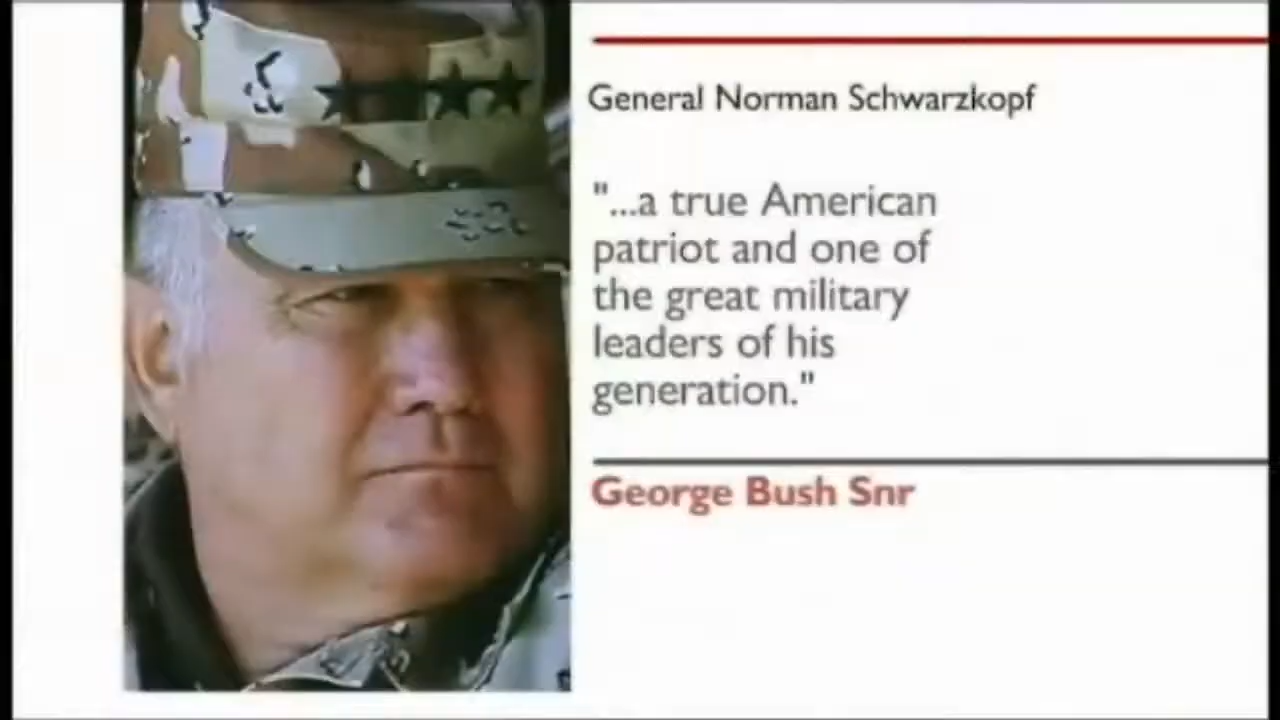 General Norman Schwarzkopf
"...a true American
patriot and one of
the great military
leaders of his
generation."
George Bush Snr